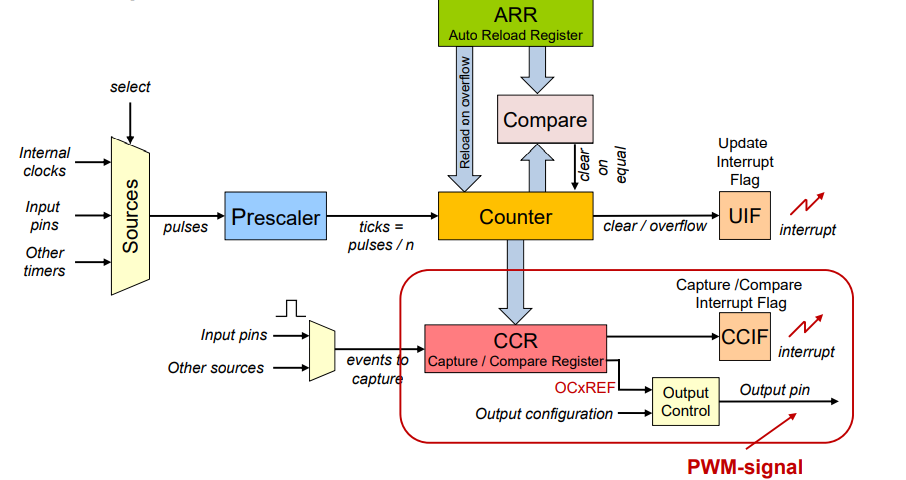 ARR
Auto Reload Register
Reload on overflow
select
Compare
clear
on
equal
Internal
clocks
Input
pins
Other
timers
Sources
pulses
Prescaler
ticks =
pulses / n
Counter
clear / overflow
Update
Interrupt
Flag
UIF
interrupt
Capture /Compare
Interrupt Flag
CCIF
interrupt
Input pins
Other sources
events to
capture
CCR
Capture / Compare Register
OCxREF
Output configuration
Output
Control
Output pin
PWM-signal